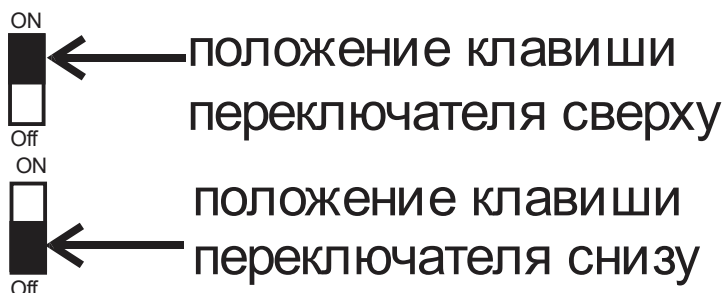 ON
положение клавиши
переключателя сверху
Off
ON
положение клавиши
переключателя снизу
Off